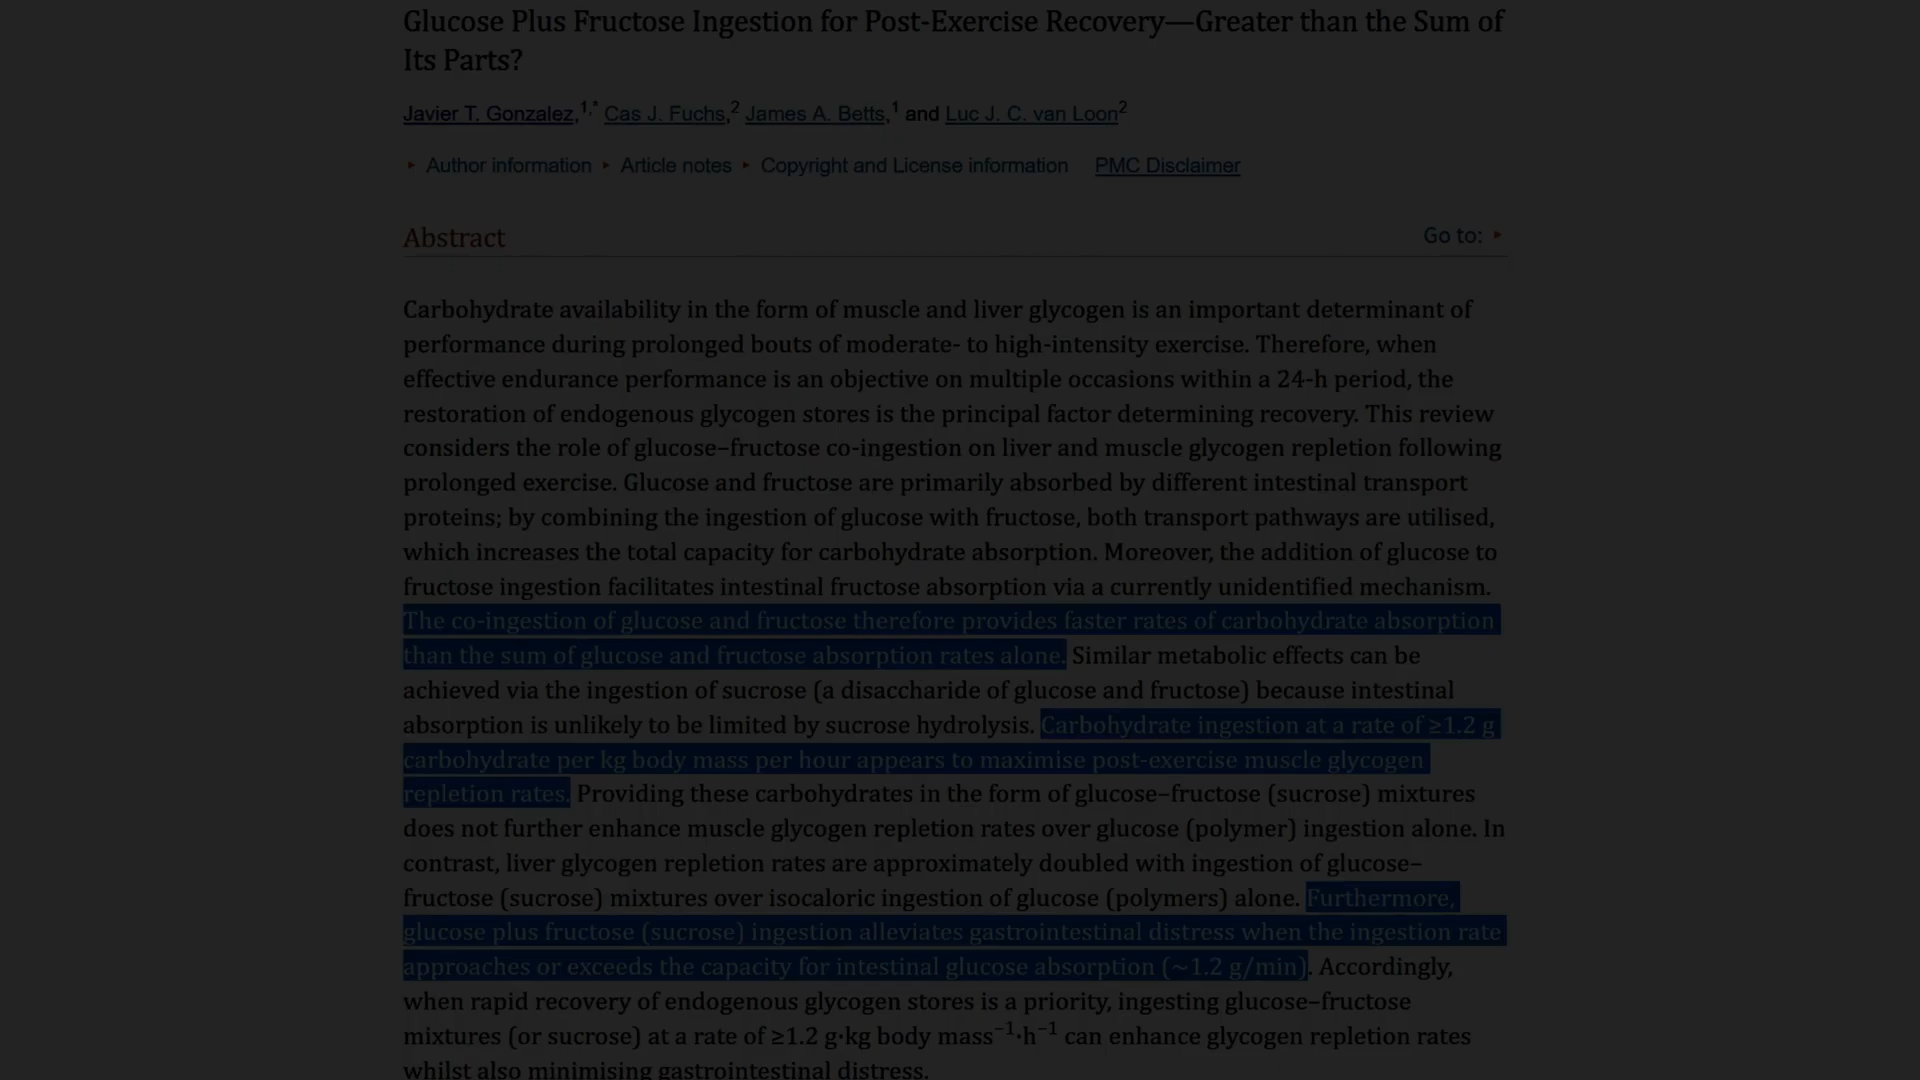 Glucose Plus Fructose Ingestion for Post-Exercise Recovery—Greater than the Sum of
Its Parts?
Javier T. Gonzalez,1,* Cas J. Fuchs,2 James A. Betts,1 and Luc J. C. van Loon2
▸ Author information ▸ Article notes ▸ Copyright and License information PMC Disclaimer
Abstract Go to: ▸
Carbohydrate availability in the form of muscle and liver glycogen is an important determinant of
performance during prolonged bouts of moderate- to high-intensity exercise. Therefore, when
effective endurance performance is an objective on multiple occasions within a 24-h period, the
restoration of endogenous glycogen stores is the principal factor determining recovery. This review
considers the role of glucose–fructose co-ingestion on liver and muscle glycogen repletion following
prolonged exercise. Glucose and fructose are primarily absorbed by different intestinal transport
proteins; by combining the ingestion of glucose with fructose, both transport pathways are utilised,
which increases the total capacity for carbohydrate absorption. Moreover, the addition of glucose to
fructose ingestion facilitates intestinal fructose absorption via a currently unidentified mechanism.
The co-ingestion of glucose and fructose therefore provides faster rates of carbohydrate absorption
than the sum of glucose and fructose absorption rates alone. Similar metabolic effects can be
achieved via the ingestion of sucrose (a disaccharide of glucose and fructose) because intestinal
absorption is unlikely to be limited by sucrose hydrolysis. Carbohydrate ingestion at a rate of ≥1.2 g
carbohydrate per kg body mass per hour appears to maximise post-exercise muscle glycogen
repletion rates. Providing these carbohydrates in the form of glucose–fructose (sucrose) mixtures
does not further enhance muscle glycogen repletion rates over glucose (polymer) ingestion alone. In
contrast, liver glycogen repletion rates are approximately doubled with ingestion of glucose–
fructose (sucrose) mixtures over isocaloric ingestion of glucose (polymers) alone. Furthermore,
glucose plus fructose (sucrose) ingestion alleviates gastrointestinal distress when the ingestion rate
approaches or exceeds the capacity for intestinal glucose absorption (~1.2 g/min). Accordingly,
when rapid recovery of endogenous glycogen stores is a priority, ingesting glucose–fructose
mixtures (or sucrose) at a rate of ≥1.2 g·kg body mass−1·h−1 can enhance glycogen repletion rates
whilst also minimising gastrointestinal distress.